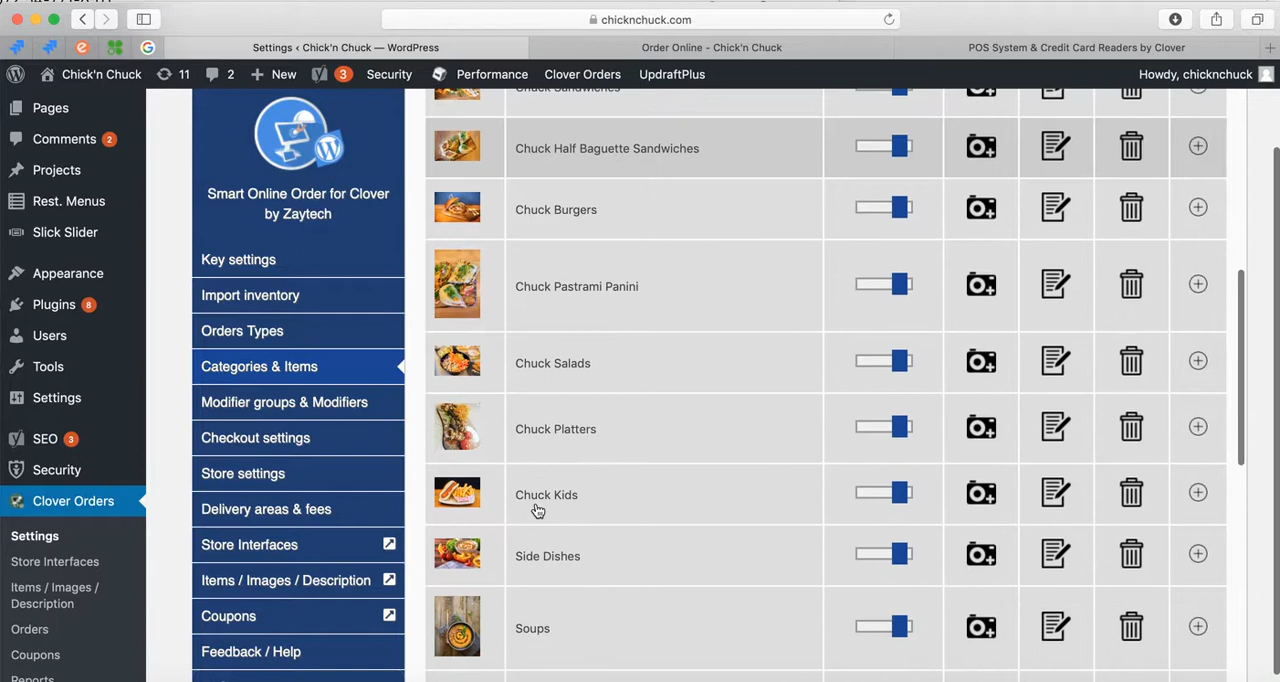 chicknchuck.com
Settings ‹ Chick'n Chuck — WordPress
Order Online - Chick'n Chuck
POS System & Credit Card Readers by Clover
Chick'n Chuck
11
2
New
3
Security
Performance
Clover Orders
UpdraftPlus
Howdy, chicknchuck
Pages
Comments 2
Projects
Rest. Menus
Slick Slider
Appearance
Plugins 8
Users
Tools
Settings
SEO 3
Security
Clover Orders
Settings
Store Interfaces
Items / Images /
Description
Orders
Coupons
Reports
Smart Online Order for Clover
by Zaytech
Key settings
Import inventory
Orders Types
Categories & Items
Modifier groups & Modifiers
Checkout settings
Store settings
Delivery areas & fees
Store Interfaces
Items / Images / Description
Coupons
Feedback / Help
Chuck Sandwiches
Chuck Half Baguette Sandwiches
Chuck Burgers
Chuck Pastrami Panini
Chuck Salads
Chuck Platters
Chuck Kids
Side Dishes
Soups